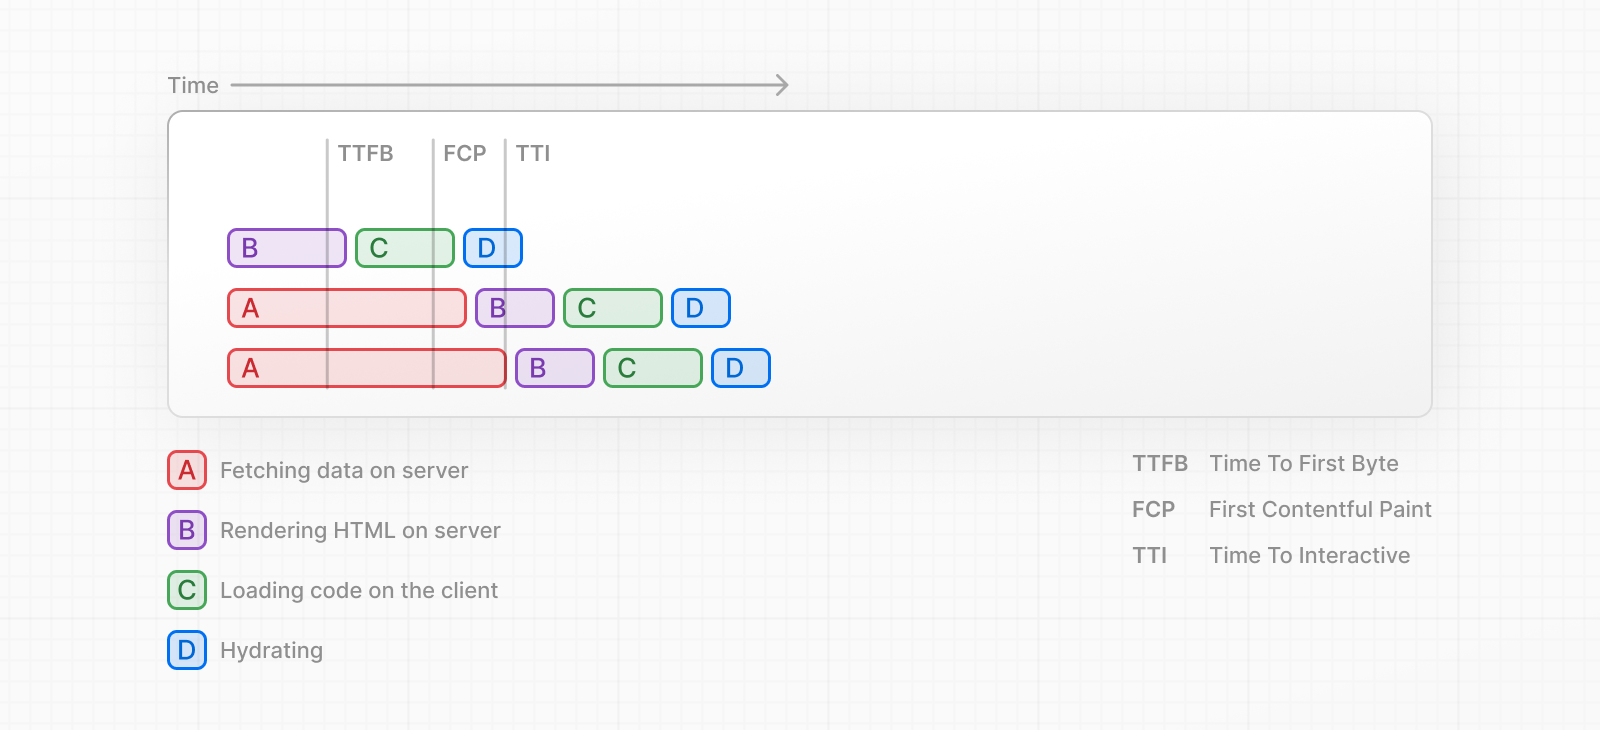 Time
TTFB FCP TTI
B C D
A B C D
A B C D
A Fetching data on server
B Rendering HTML on server
C Loading code on the client
D Hydrating
TTFB Time To First Byte
FCP First Contentful Paint
TTI Time To Interactive